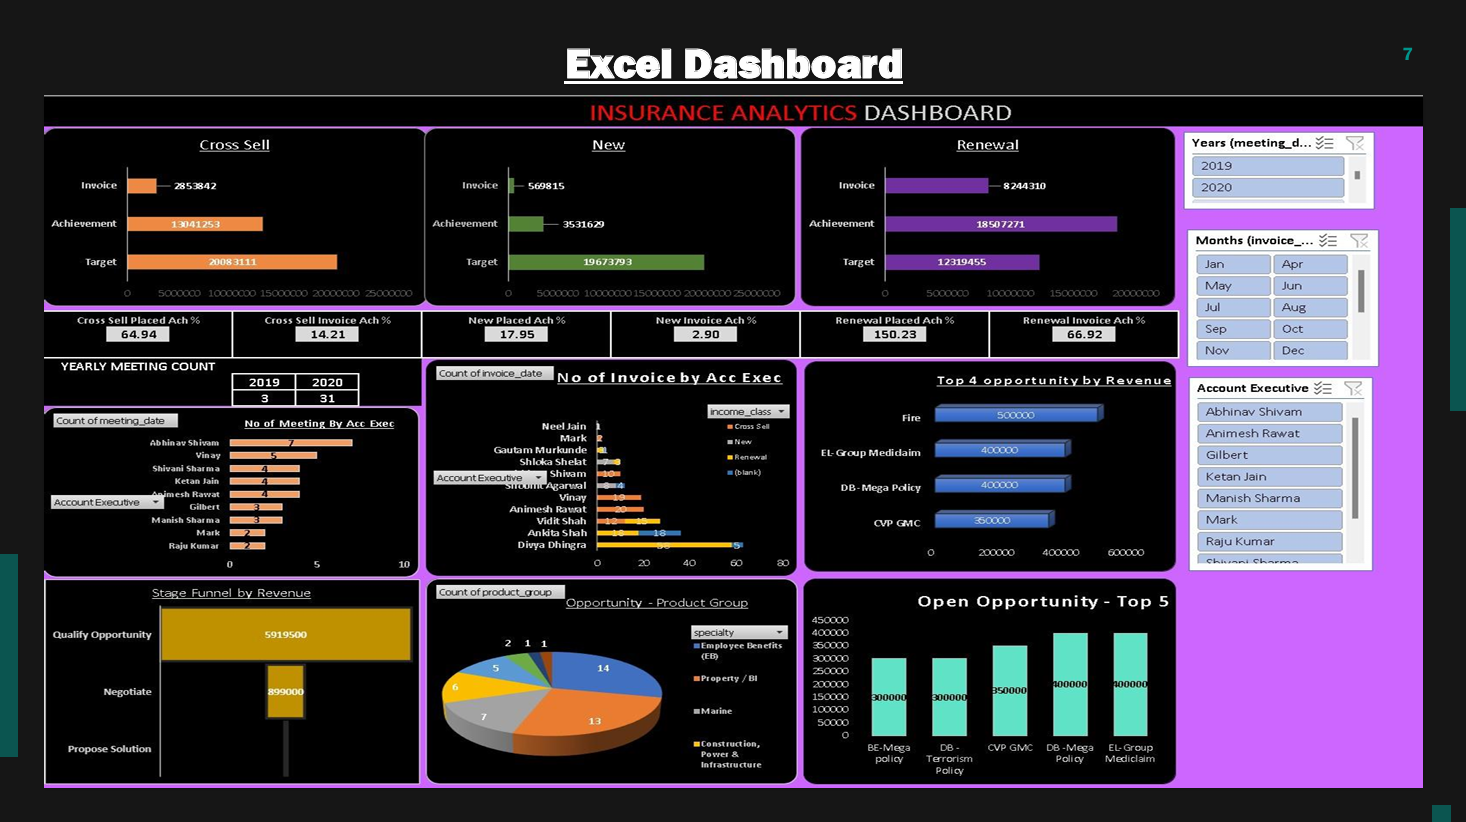 Excel Dashboard
7
INSURANCE ANALYTICS DASHBOARD
Cross Sell
Invoice 2853842
Achievement 13041253
Target 20083111
0 5000000 10000000 15000000 20000000 25000000
New
Invoice 569815
Achievement 3531629
Target 19673793
0 5000000 10000000 15000000 20000000 25000000
Renewal
Invoice 8244310
Achievement 18507271
Target 12319455
0 5000000 10000000 15000000 20000000
Years (meeting_d...
2019
2020
Months (invoice_...
Jan Apr
May Jun
Jul Aug
Sep Oct
Nov Dec
Account Executive
Abhinav Shivam
Animesh Rawat
Gilbert
Ketan Jain
Manish Sharma
Mark
Raju Kumar
Shivani Sharma
Cross Sell Placed Ach %
64.94
Cross Sell Invoice Ach %
14.21
New Placed Ach %
17.95
New Invoice Ach %
2.90
Renewal Placed Ach %
150.23
Renewal Invoice Ach %
66.92
YEARLY MEETING COUNT
2019 2020
3 31
Count of meeting_date
No of Meeting By Acc Exec
Abhinav Shivam 7
Vinay 5
Shivani Sharma 4
Ketan Jain 4
Animesh Rawat 4
Account Executive
Gilbert 3
Manish Sharma 3
Mark 2
Raju Kumar 2
0 5 10
Count of invoice_date
No of Invoice by Acc Exec
income_class
Cross Sell
New
Renewal
(blank)
Neel Jain 1
Mark 2
Gautam Murkunde
Shloka Shelat
Shivam 10
Account Executive
Agarwal
Vinay 19
Animesh Rawat 20
Vidit Shah 12 15
Ankita Shah 18 18
Divya Dhingra 5
0 20 40 60 80
Top 4 opportunity by Revenue
Fire 500000
EL-Group Mediclaim 400000
DB-Mega Policy 400000
CVP GMC 350000
0 200000 400000 600000
Stage Funnel by Revenue
Qualify Opportunity 5919500
Negotiate 899000
Propose Solution
Count of product_group
Opportunity - Product Group
specialty
Employee Benefits
(EB)
Property / BI
Marine
Construction,
Power &
Infrastructure
14
13
7
6
5
2 1 1
Open Opportunity - Top 5
450000
400000
350000
300000
250000
200000
150000
100000
50000
0
300000 300000 350000 400000 400000
BE-Mega DB - CVP GMC DB-Mega EL-Group
policy Terrorism Policy Mediclaim
Policy